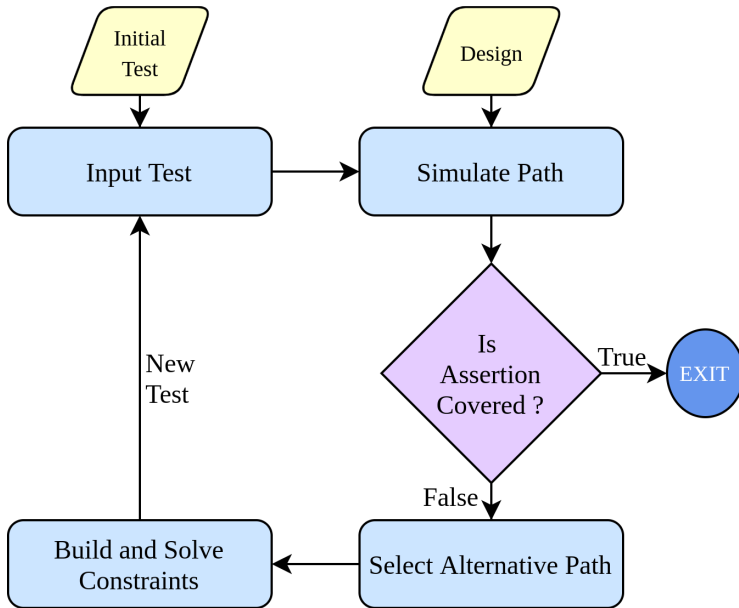 Initial
Test
Design
Input Test
Simulate Path
Is
Assertion
Covered ?
True
EXIT
New
Test
False
Build and Solve
Constraints
Select Alternative Path